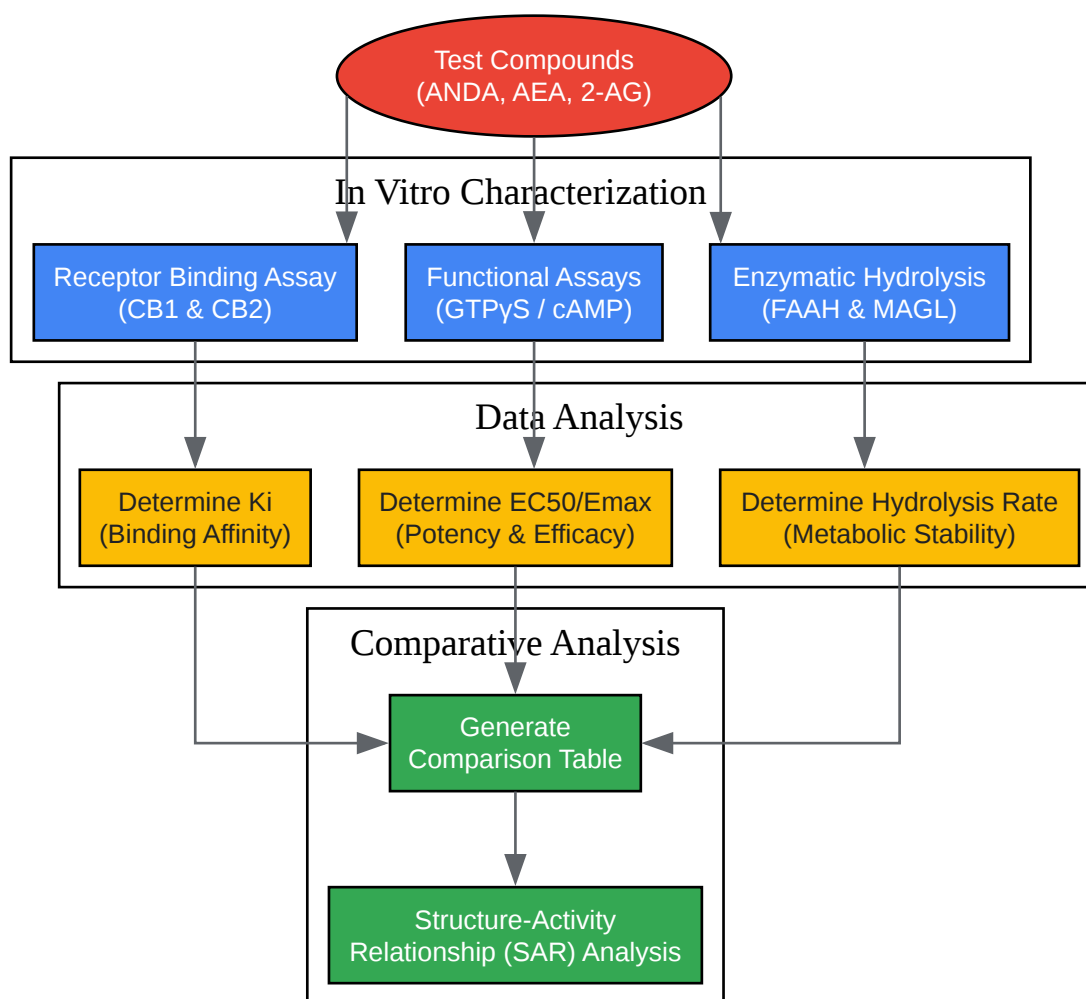 Test Compounds
(ANDA, AEA, 2-AG)
In Vitro Characterization
Receptor Binding Assay
(CB1 & CB2)
Functional Assays
(GTPγS / cAMP)
Enzymatic Hydrolysis
(FAAH & MAGL)
Data Analysis
Determine Ki
(Binding Affinity)
Determine EC50/Emax
(Potency & Efficacy)
Determine Hydrolysis Rate
(Metabolic Stability)
Comparative Analysis
Generate
Comparison Table
Structure-Activity
Relationship (SAR) Analysis